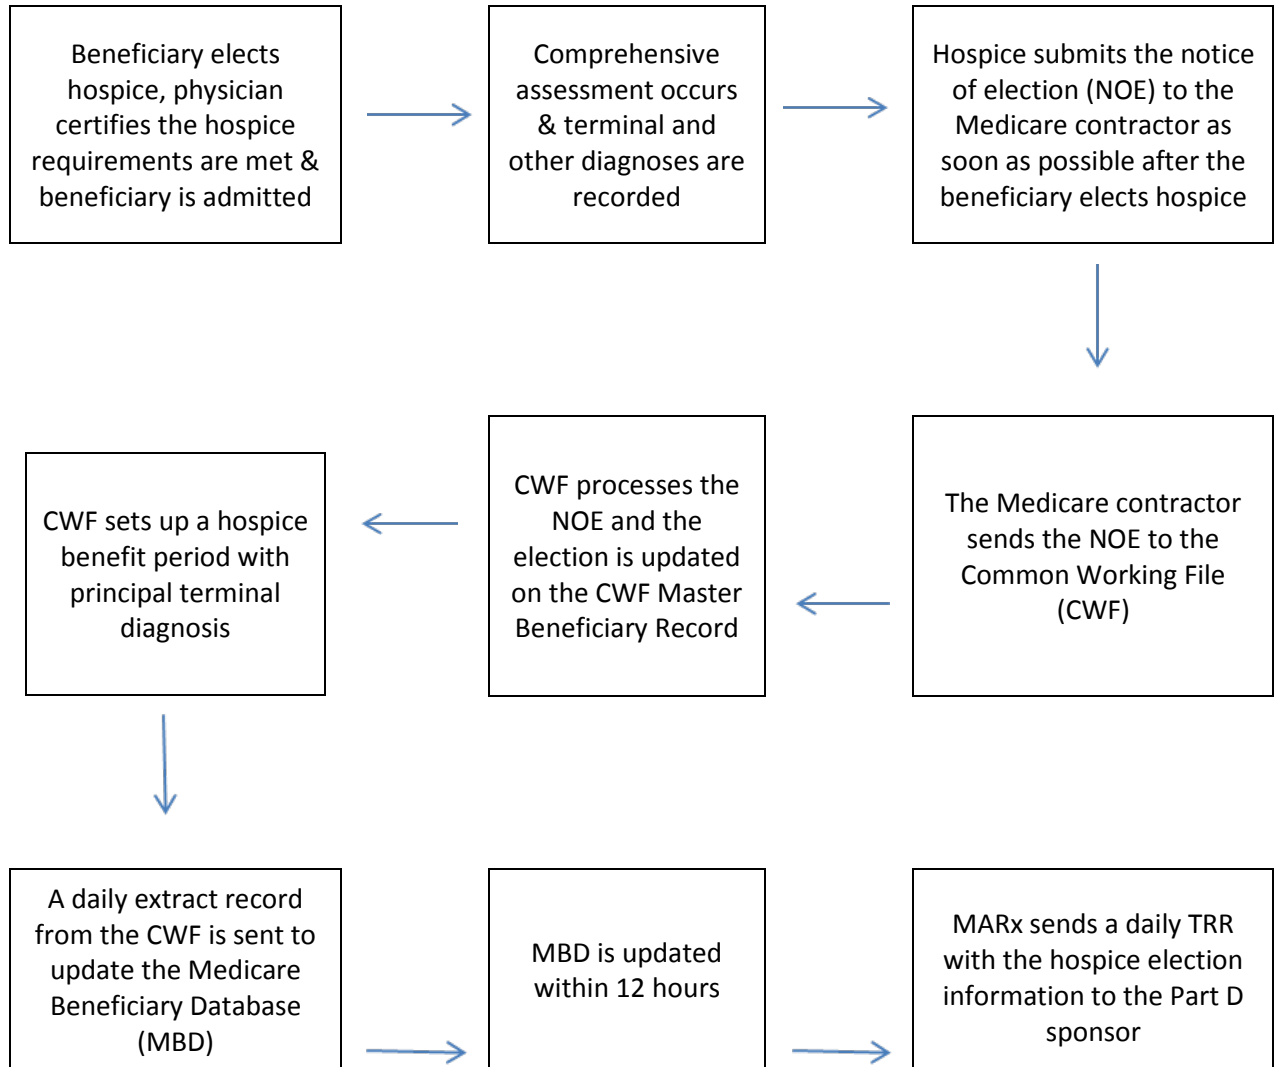 Beneficiary elects
hospice, physician
certifies the hospice
requirements are met &
beneficiary is admitted
Comprehensive
assessment occurs
& terminal and
other diagnoses are
recorded
Hospice submits the notice
of election (NOE) to the
Medicare contractor as
soon as possible after the
beneficiary elects hospice
The Medicare contractor
sends the NOE to the
Common Working File
(CWF)
CWF processes the
NOE and the
election is updated
on the CWF Master
Beneficiary Record
CWF sets up a hospice
benefit period with
principal terminal
diagnosis
A daily extract record
from the CWF is sent to
update the Medicare
Beneficiary Database
(MBD)
MBD is updated
within 12 hours
MARx sends a daily TRR
with the hospice election
information to the Part D
sponsor